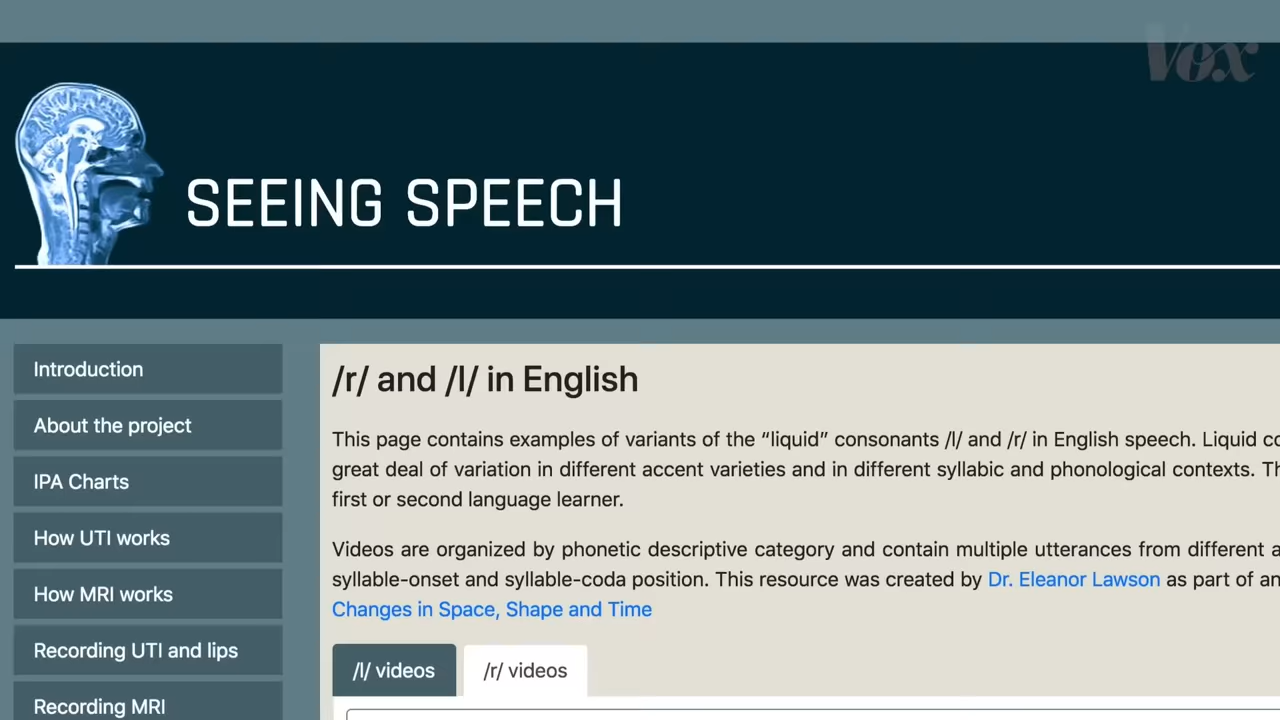 Vox
SEEING SPEECH
Introduction
About the project
IPA Charts
How UTI works
How MRI works
Recording UTI and lips
Recording MRI
/r/ and /l/ in English
This page contains examples of variants of the “liquid” consonants /l/ and /r/ in English speech. Liquid
great deal of variation in different accent varieties and in different syllabic and phonological contexts.
first or second language learner.
Videos are organized by phonetic descriptive category and contain multiple utterances from different
syllable-onset and syllable-coda position. This resource was created by Dr. Eleanor Lawson as part of
Changes in Space, Shape and Time
/l/ videos
/r/ videos